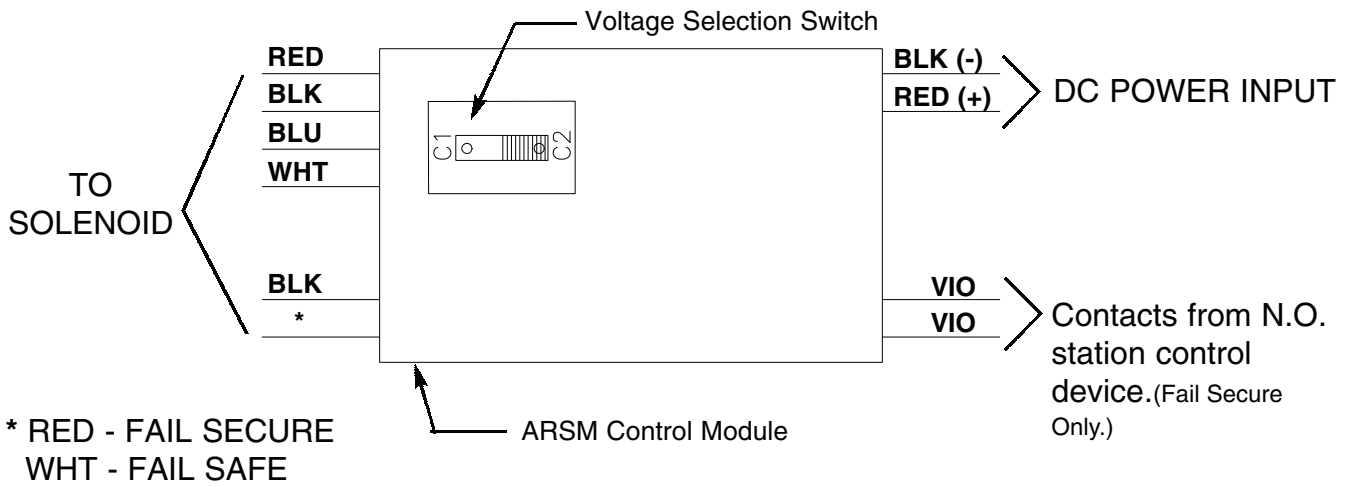 Voltage Selection Switch
RED
BLK
BLU
WHT
TO
SOLENOID
BLK
*
C1
C2
BLK (-)
RED (+)
DC POWER INPUT
VIO
VIO
Contacts from N.O.
station control
device.(Fail Secure
Only.)
* RED - FAIL SECURE
WHT - FAIL SAFE
ARSM Control Module